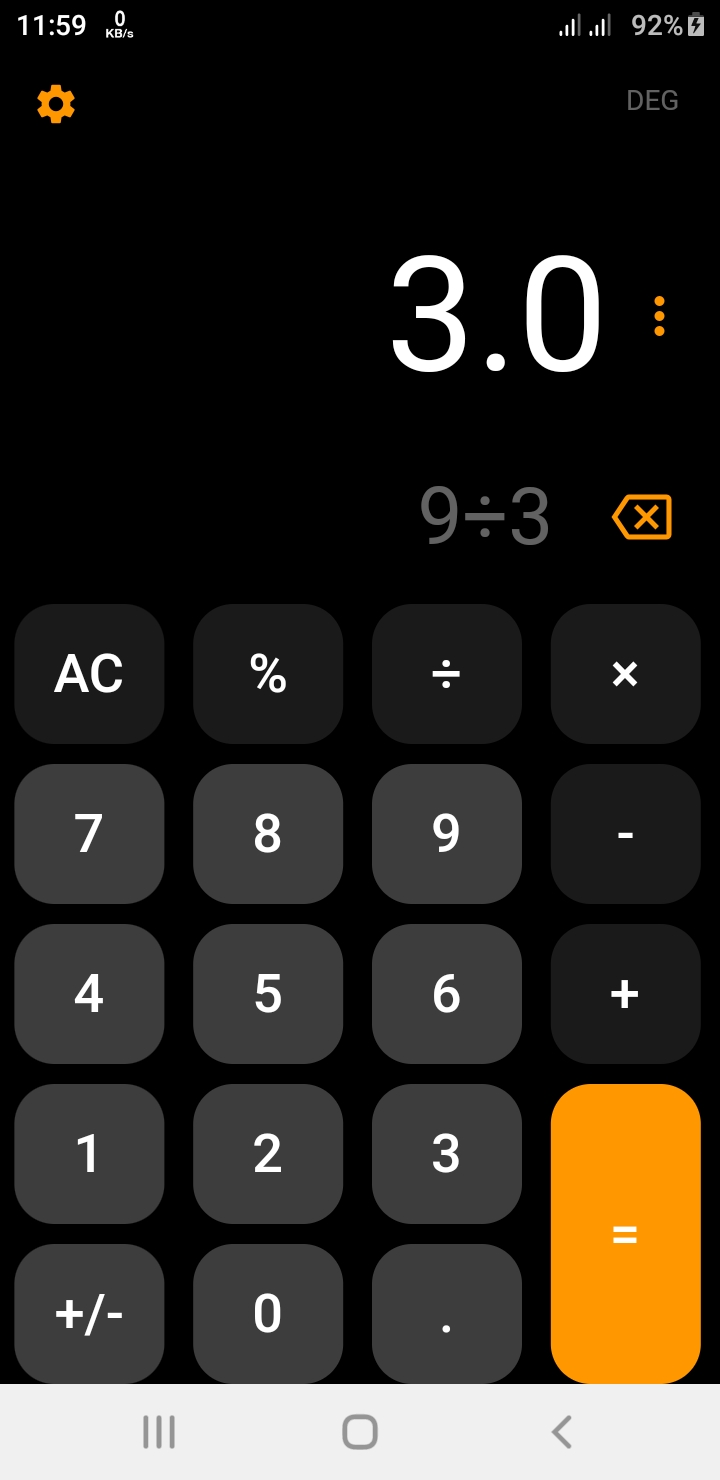 11:59 0 KB/s 92%
DEG
3.0
9÷3
AC % ÷ ×
7 8 9 -
4 5 6 +
1 2 3
=
+/- 0 .